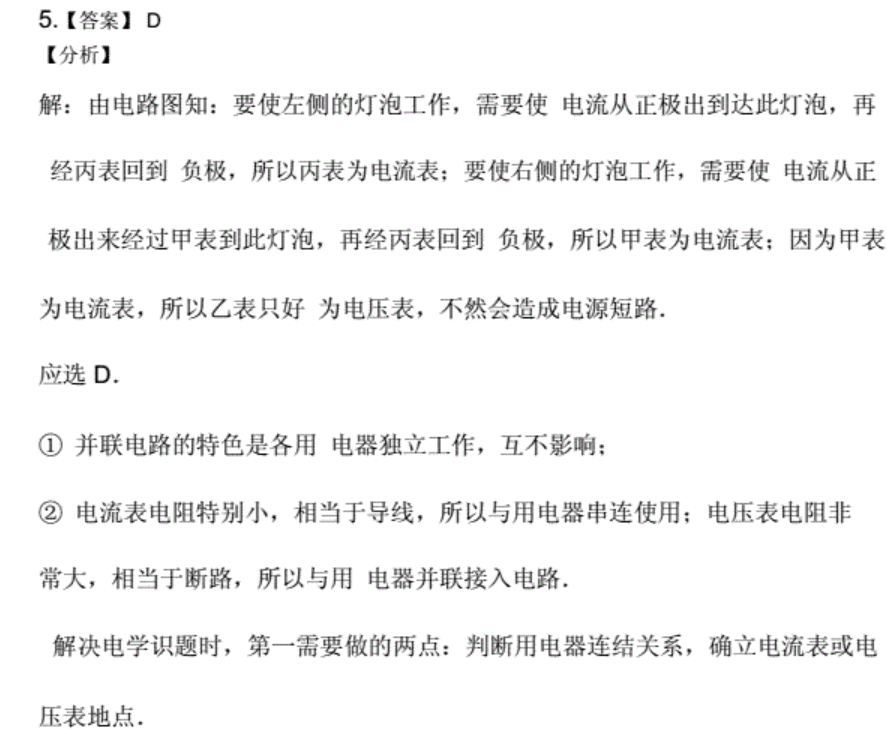 5.【答案】 D
【分析】
解：由电路图知：要使左侧的灯泡工作，需要使 电流从正极出到达此灯泡，再
经丙表回到 负极，所以丙表为电流表；要使右侧的灯泡工作，需要使 电流从正
极出来经过甲表到此灯泡，再经丙表回到 负极，所以甲表为电流表；因为甲表
为电流表，所以乙表只好 为电压表，不然会造成电源短路．
应选 D．
① 并联电路的特色是各用 电器独立工作，互不影响；
② 电流表电阻特别小，相当于导线，所以与用电器串连使用；电压表电阻非
常大，相当于断路，所以与用 电器并联接入电路．
解决电学识题时，第一需要做的两点：判断用电器连结关系，确立电流表或电
压表地点．